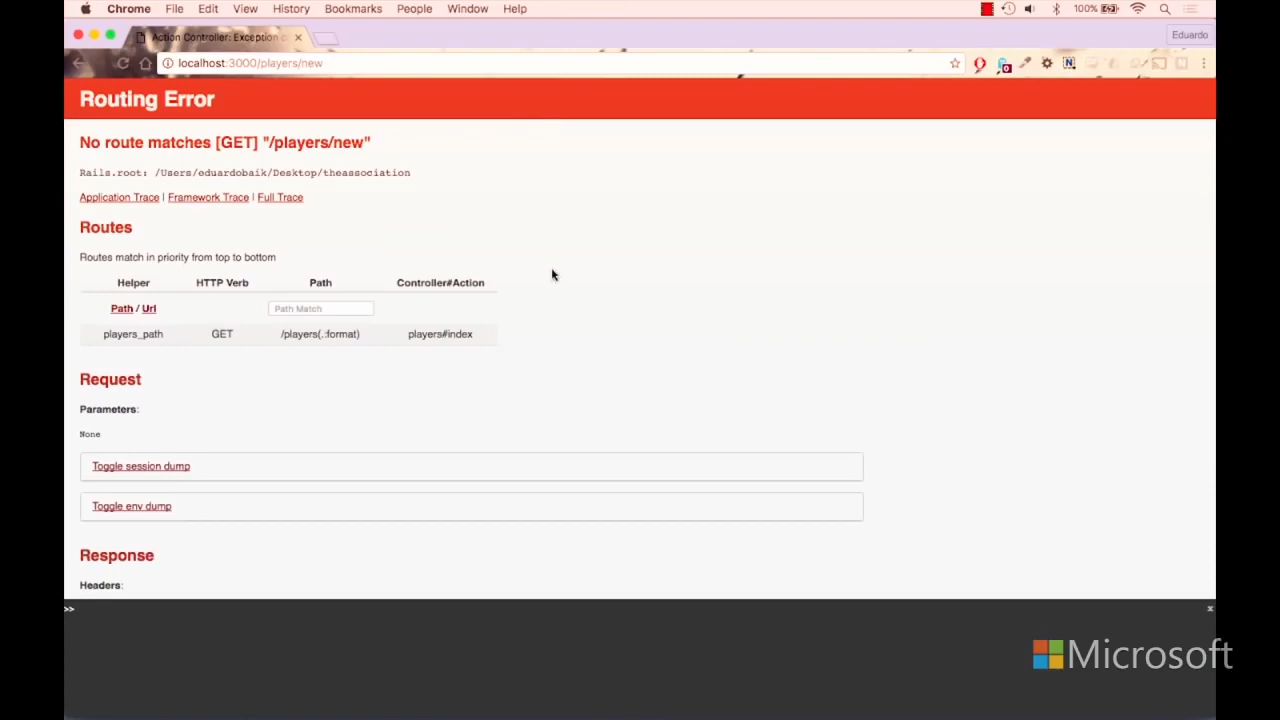 Chrome File Edit View History Bookmarks People Window Help 100%
Action Controller: Exception Eduardo
localhost:3000/players/new
Routing Error
No route matches [GET] "/players/new"
Rails.root: /Users/eduardobaik/Desktop/theassociation
Application Trace | Framework Trace | Full Trace
Routes
Routes match in priority from top to bottom
Helper HTTP Verb Path Controller#Action
Path / Url Path Match
players_path GET /players(.:format) players#index
Request
Parameters:
None
Toggle session dump
Toggle env dump
Response
Headers:
>> x
Microsoft